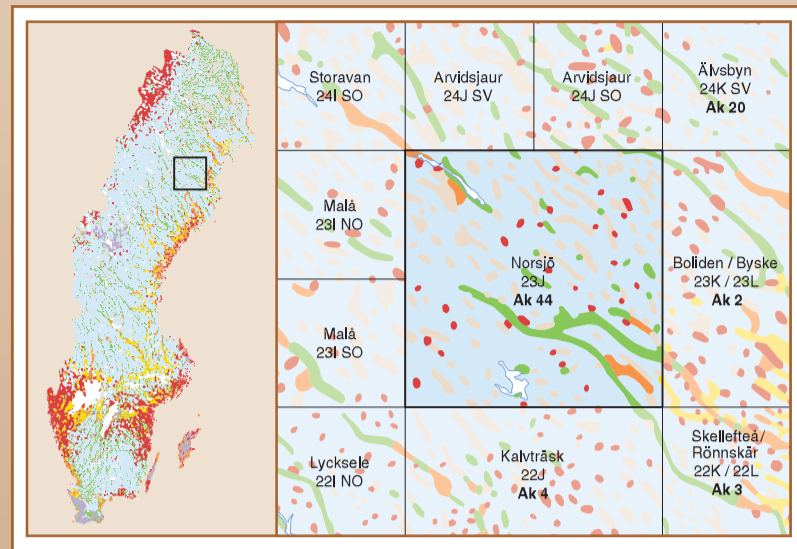 Storavan
24I SO
Arvidsjaur
24J SV
Arvidsjaur
24J SO
Älvsbyn
24K SV
Ak 20
Malå
23I NO
Norsjö
23J
Ak 44
Boliden / Byske
23K / 23L
Ak 2
Malå
23I SO
Lycksele
22I NO
Kalvträsk
22J
Ak 4
Skellefteå/
Rönnskär
22K / 22L
Ak 3